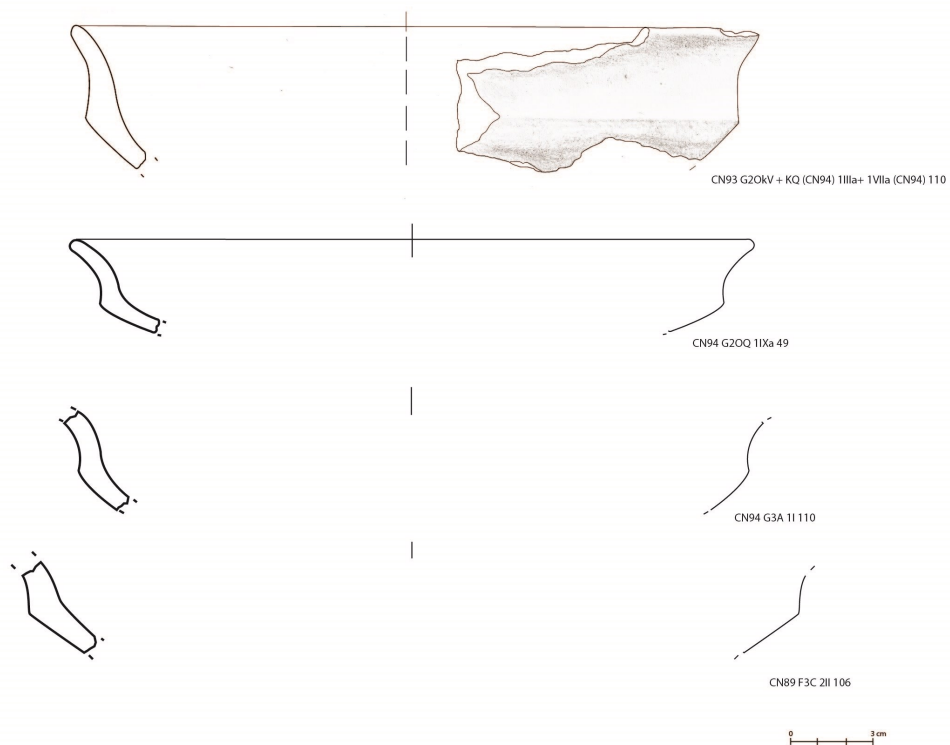 CN93 G2OkV + KQ (CN94) 1IIIa+ 1VIIa (CN94) 110
CN94 G2OQ 1IXa 49
CN94 G3A 1I 110
CN89 F3C 2II 106
0 3 cm